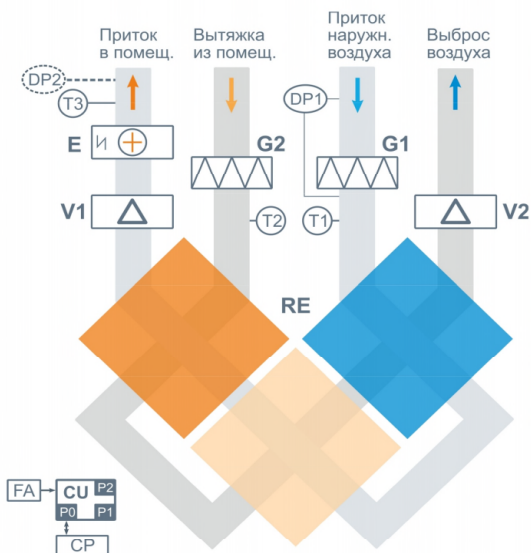 Приток
в помещ.
Вытяжка
из помещ.
Приток
наружн.
воздуха
Выброс
воздуха
DP2
T3
DP1
E
И
G2
G1
V1
T2
T1
V2
RE
FA
CU
P2
P0
P1
CP